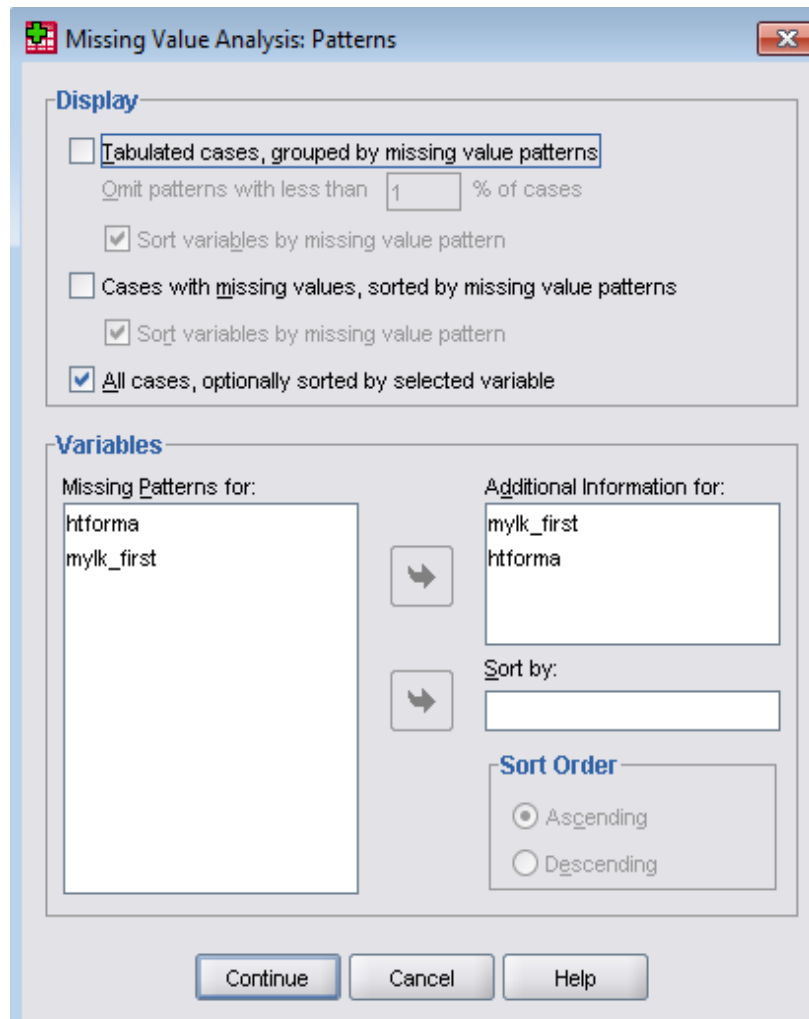 Missing Value Analysis: Patterns
Display
Tabulated cases, grouped by missing value patterns
Omit patterns with less than 1 % of cases
Sort variables by missing value pattern
Cases with missing values, sorted by missing value patterns
Sort variables by missing value pattern
All cases, optionally sorted by selected variable
Variables
Missing Patterns for:
htforma
mylk_first
Additional Information for:
mylk_first
htforma
Sort by:
Sort Order
Ascending
Descending
Continue
Cancel
Help